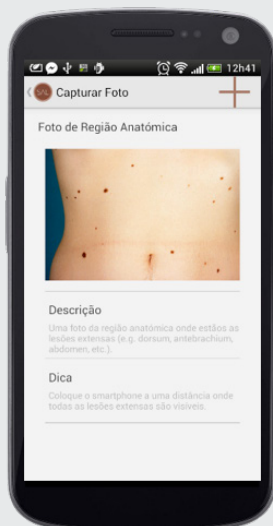 12h41
Capturar Foto
Foto de Região Anatómica
Descrição
Uma foto da região anatómica onde estãos as
lesões extensas (e.g. dorsum, antebrachium,
abdomen, etc.).
Dica
Coloque o smartphone a uma distância onde
todas as lesões extensas são visíveis.